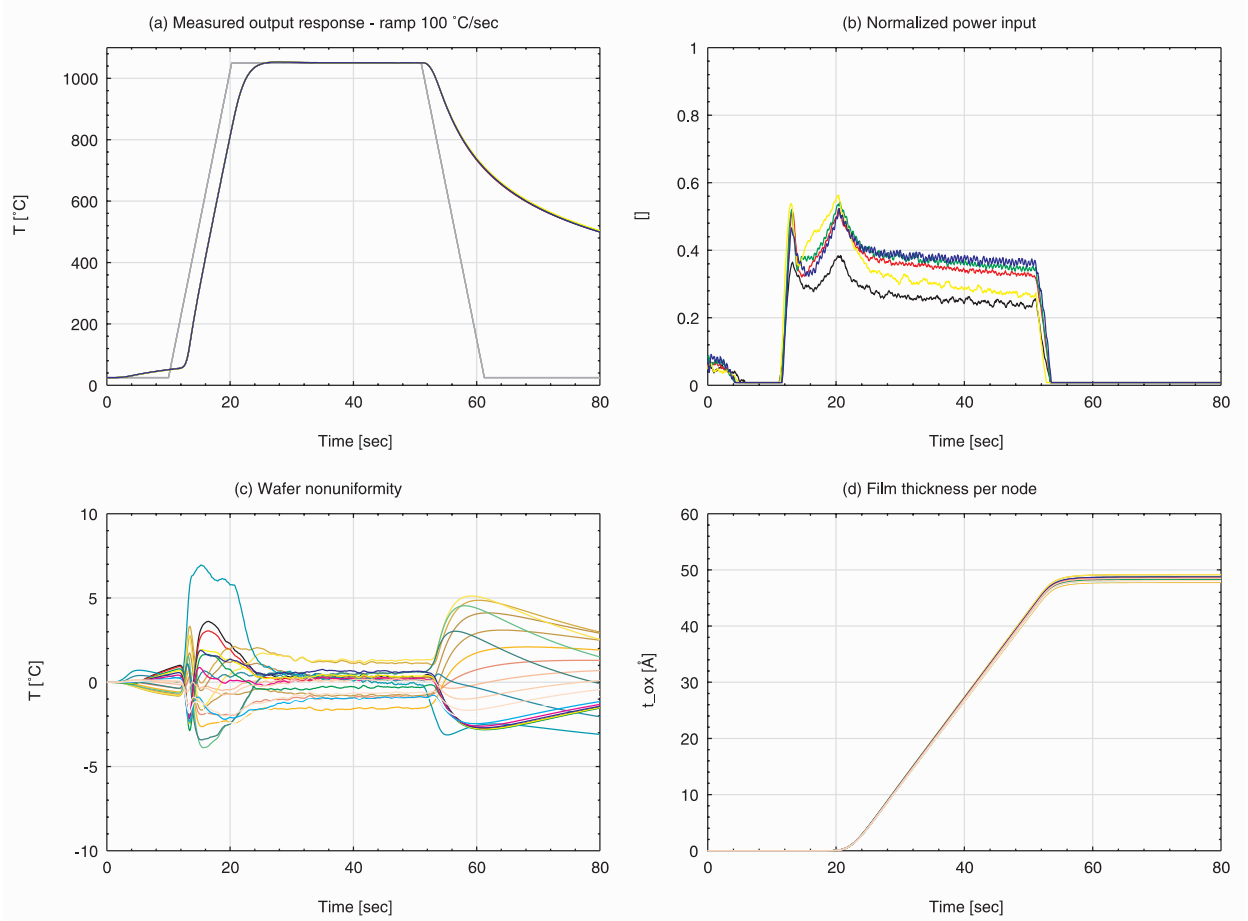 (a) Measured output response - ramp 100 °C/sec
T [°C]
1000
800
600
400
200
0
0 20 40 60 80
Time [sec]
(b) Normalized power input
[]
1
0.8
0.6
0.4
0.2
0
0 20 40 60 80
Time [sec]
(c) Wafer nonuniformity
T [°C]
10
5
0
-5
-10
0 20 40 60 80
Time [sec]
(d) Film thickness per node
t_ox [Å]
60
50
40
30
20
10
0
0 20 40 60 80
Time [sec]